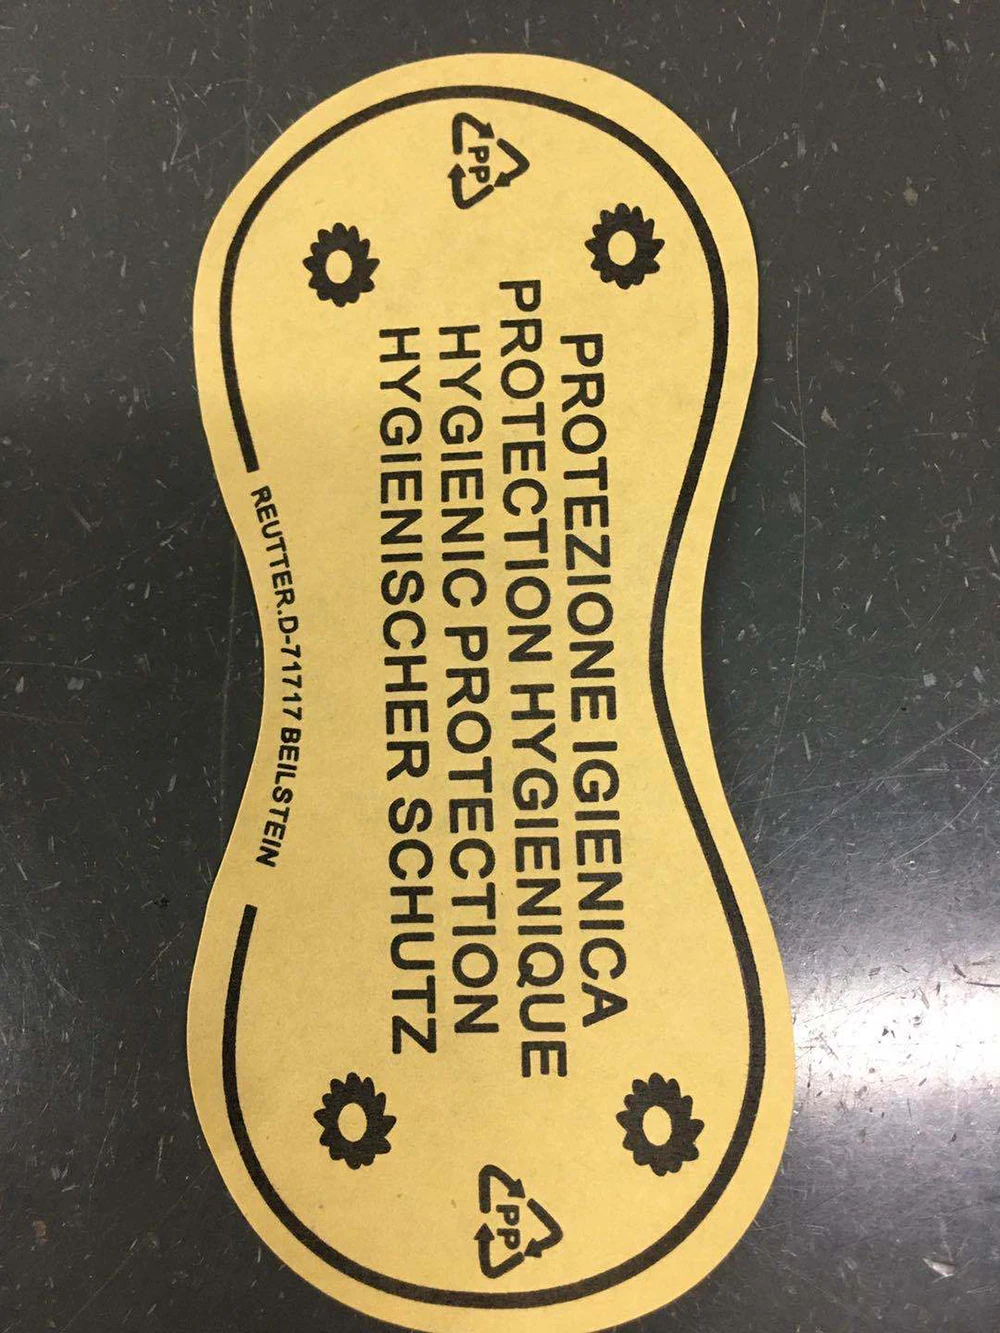 PP
PROTEZIONE IGIENICA
PROTECTION HYGIENIQUE
HYGIENIC PROTECTION
HYGIENISCHER SCHUTZ
REUTTER.D-71717 BEILSTEIN
PP